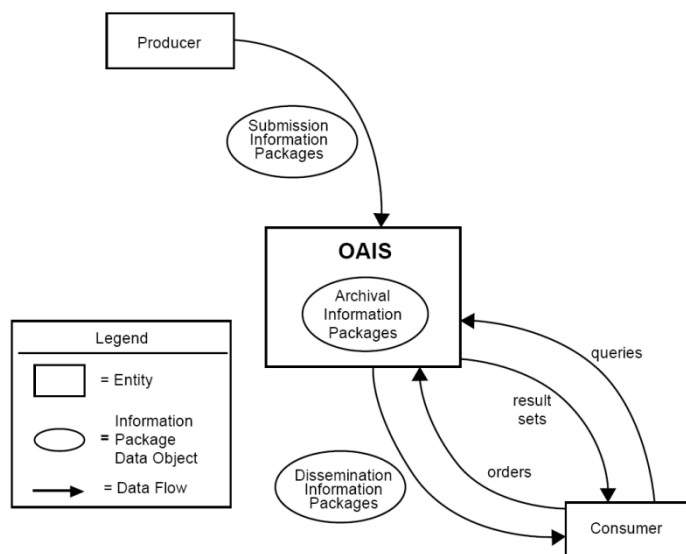 Producer
Submission
Information
Packages
OAIS
Archival
Information
Packages
Legend
= Entity
Information
= Package
Data Object
= Data Flow
queries
result
sets
orders
Dissemination
Information
Packages
Consumer